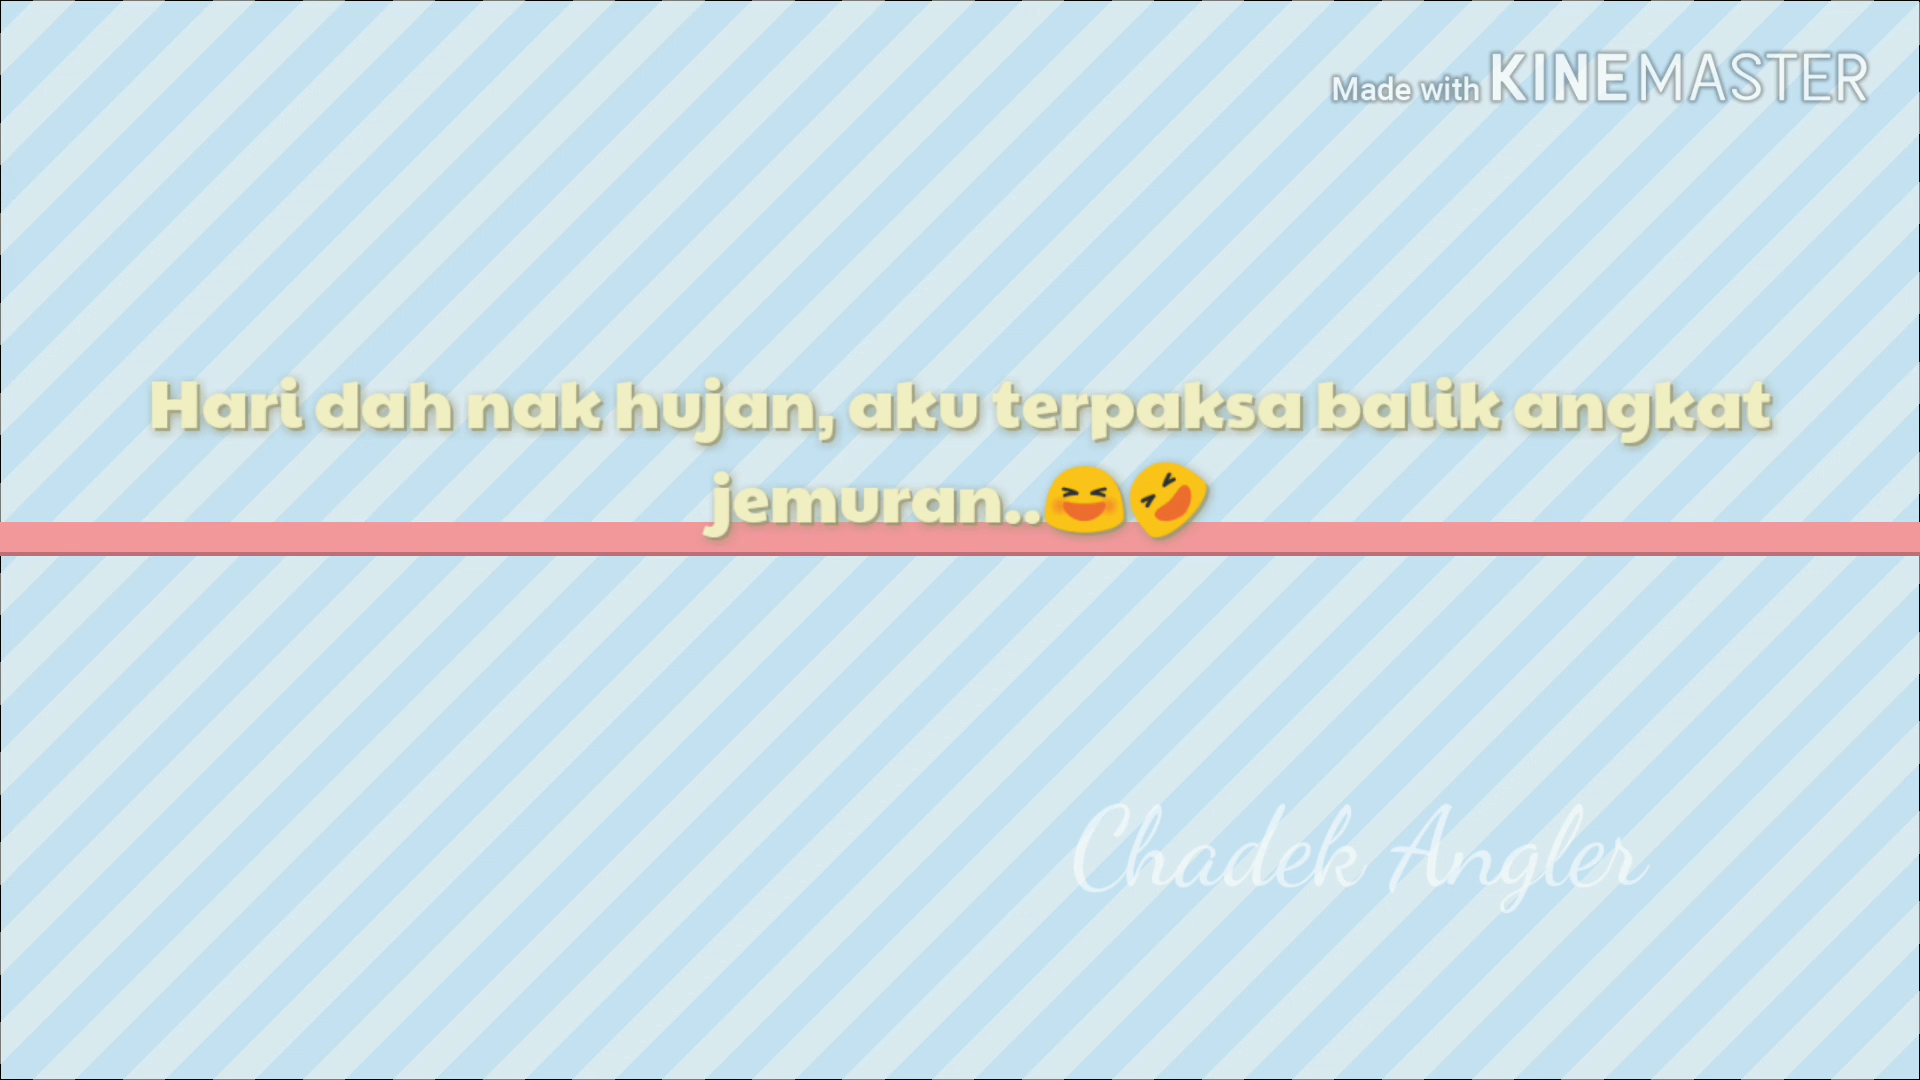 Made with KINEMASTER
Hari dah nak hujan, aku terpaksa balik angkat
jemuran..😆🤣
Chadek Angler